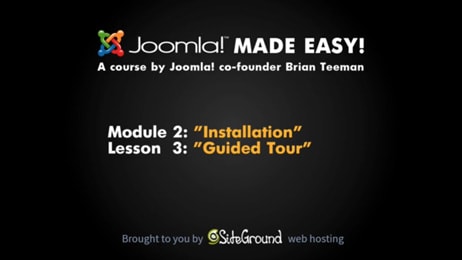 Joomla!™ MADE EASY!
A course by Joomla! co-founder Brian Teeman
Module 2: "Installation"
Lesson 3: "Guided Tour"
Brought to you by SiteGround web hosting